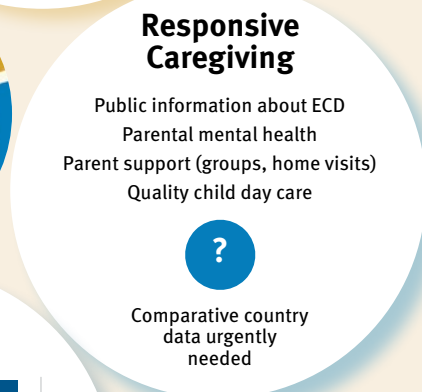 Responsive
Caregiving
Public information about ECD
Parental mental health
Parent support (groups, home visits)
Quality child day care
?
Comparative country
data urgently
needed